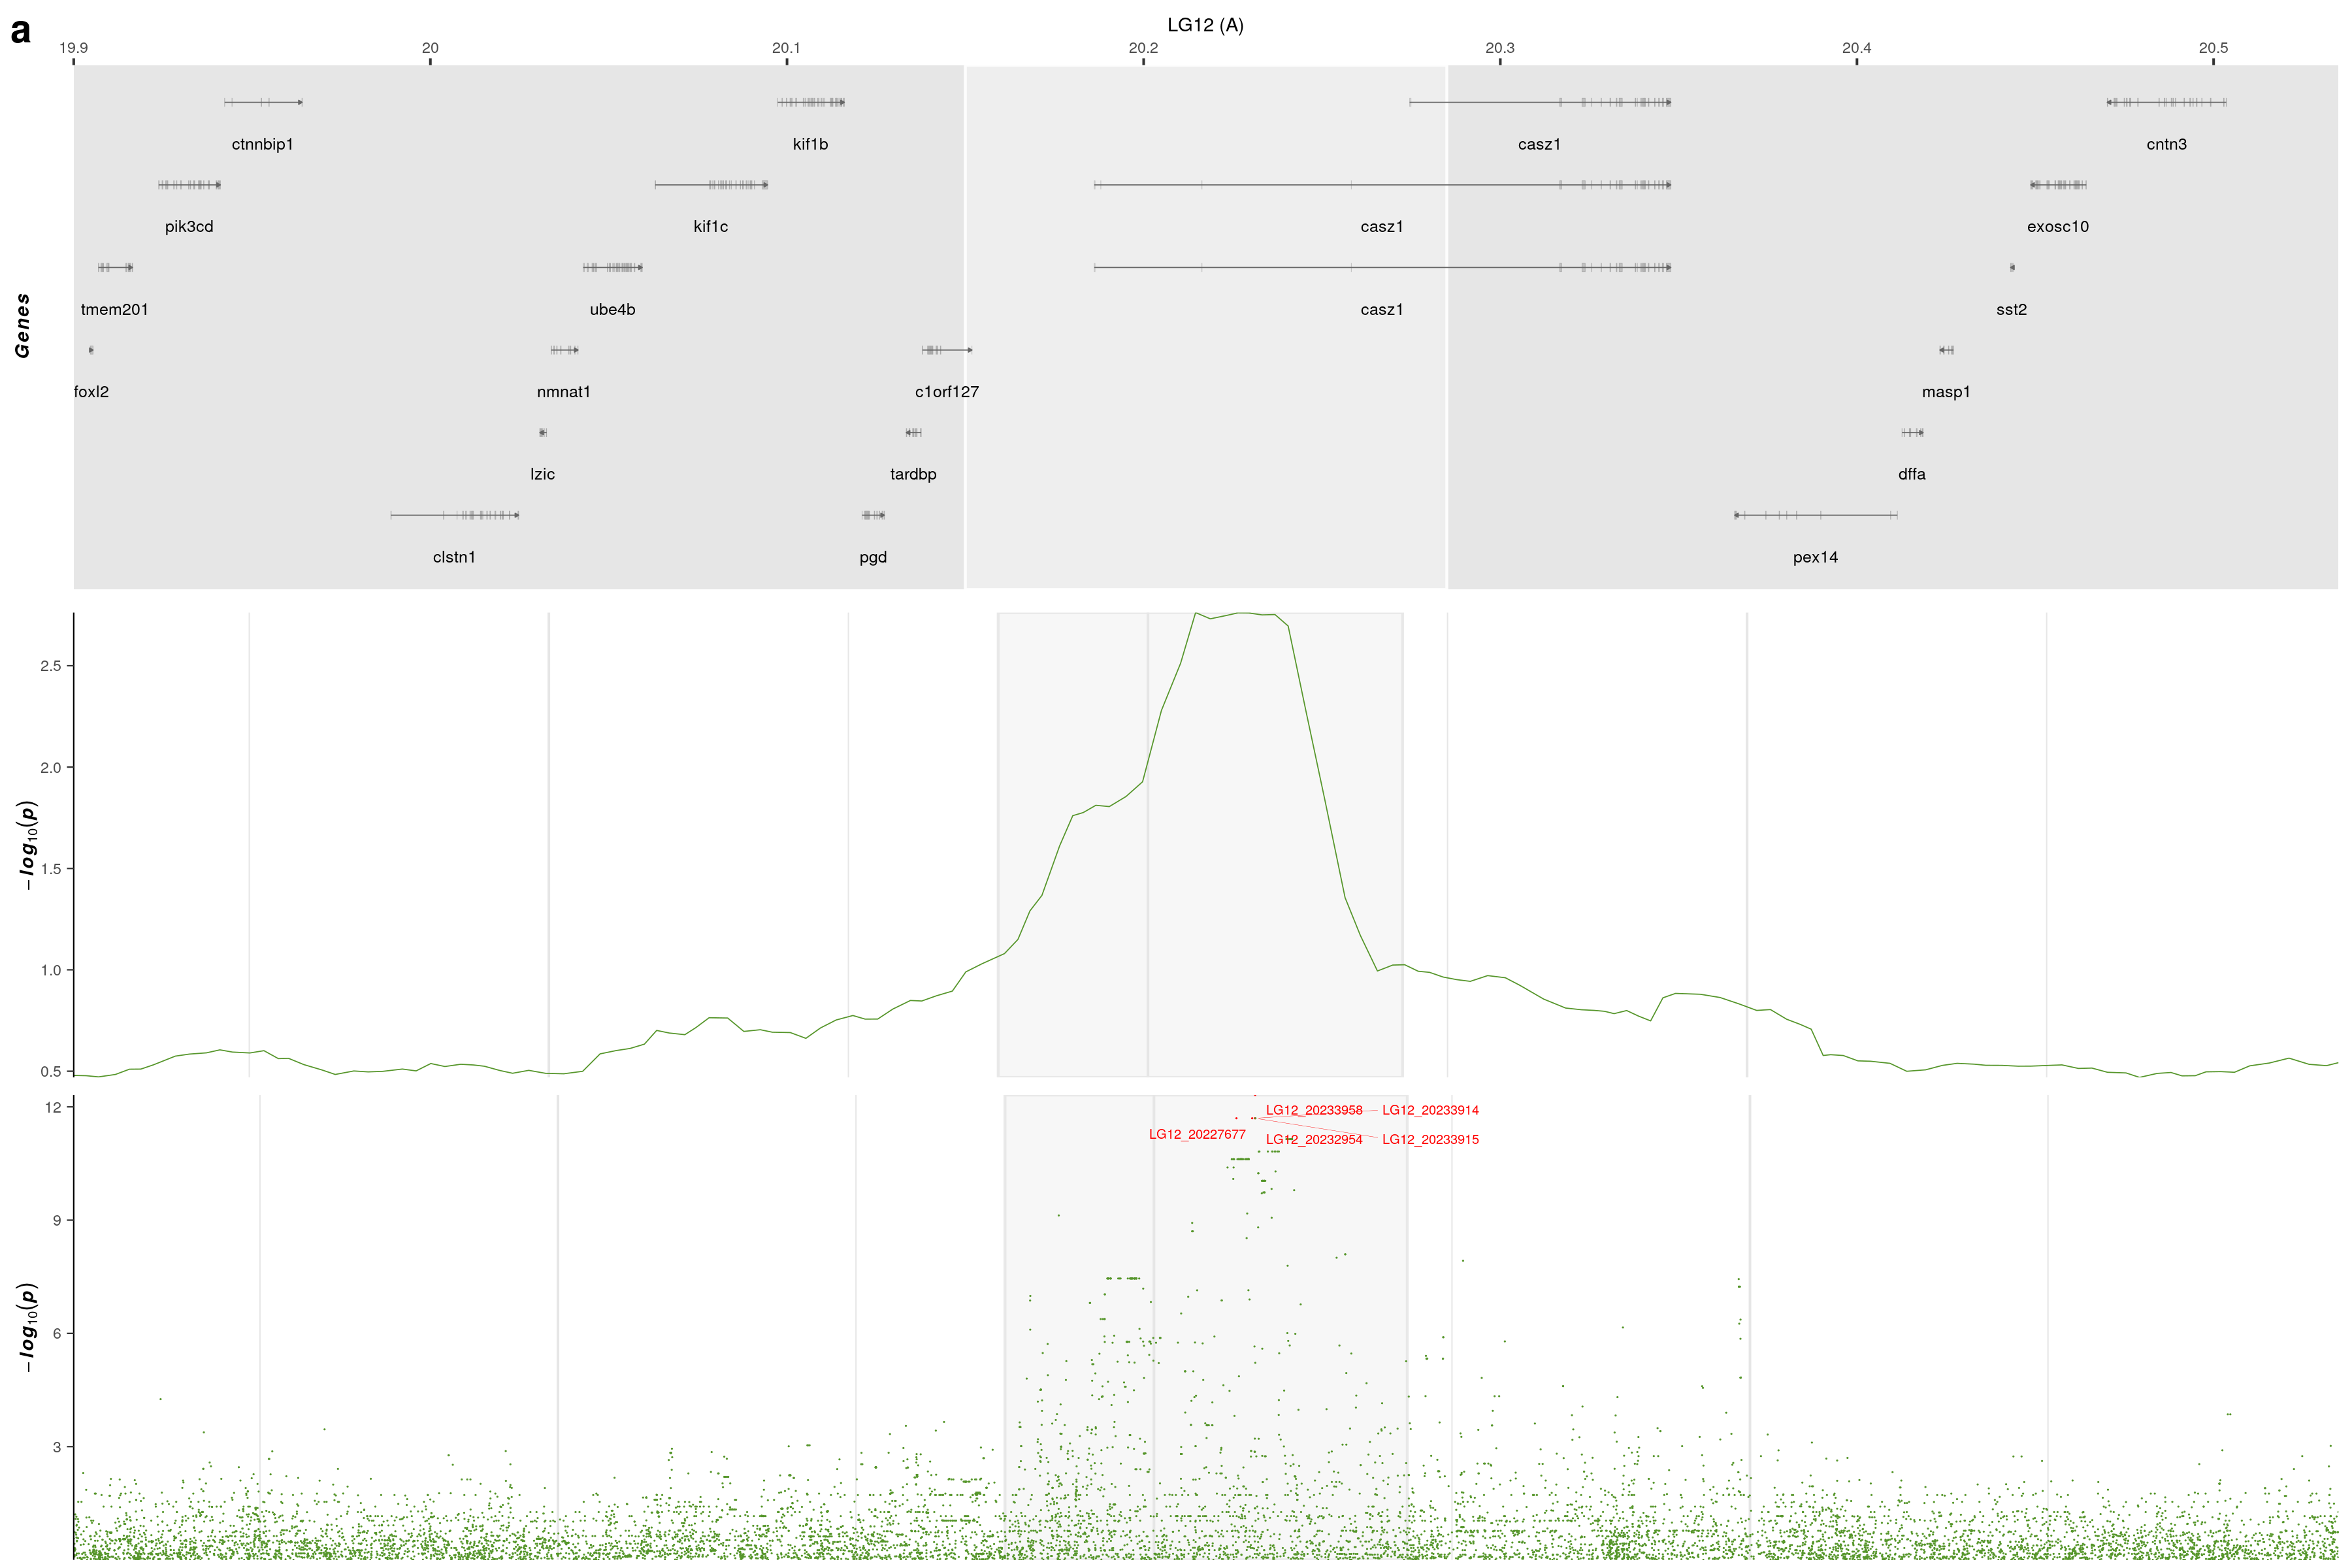 a
LG12 (A)
19.9 20 20.1 20.2 20.3 20.4 20.5
ctnnbip1 kif1b casz1 cntn3
pik3cd kif1c casz1 exosc10
tmem201 ube4b casz1 sst2
Genes
foxl2 nmnat1 c1orf127 masp1
lzic tardbp dffa
clstn1 pgd pex14
2.5
2.0
1.5
1.0
0.5
−log10(p)
12
9
6
3
−log10(p)
LG12_20233958 LG12_20233914
LG12_20227677 LG12_20232954 LG12_20233915